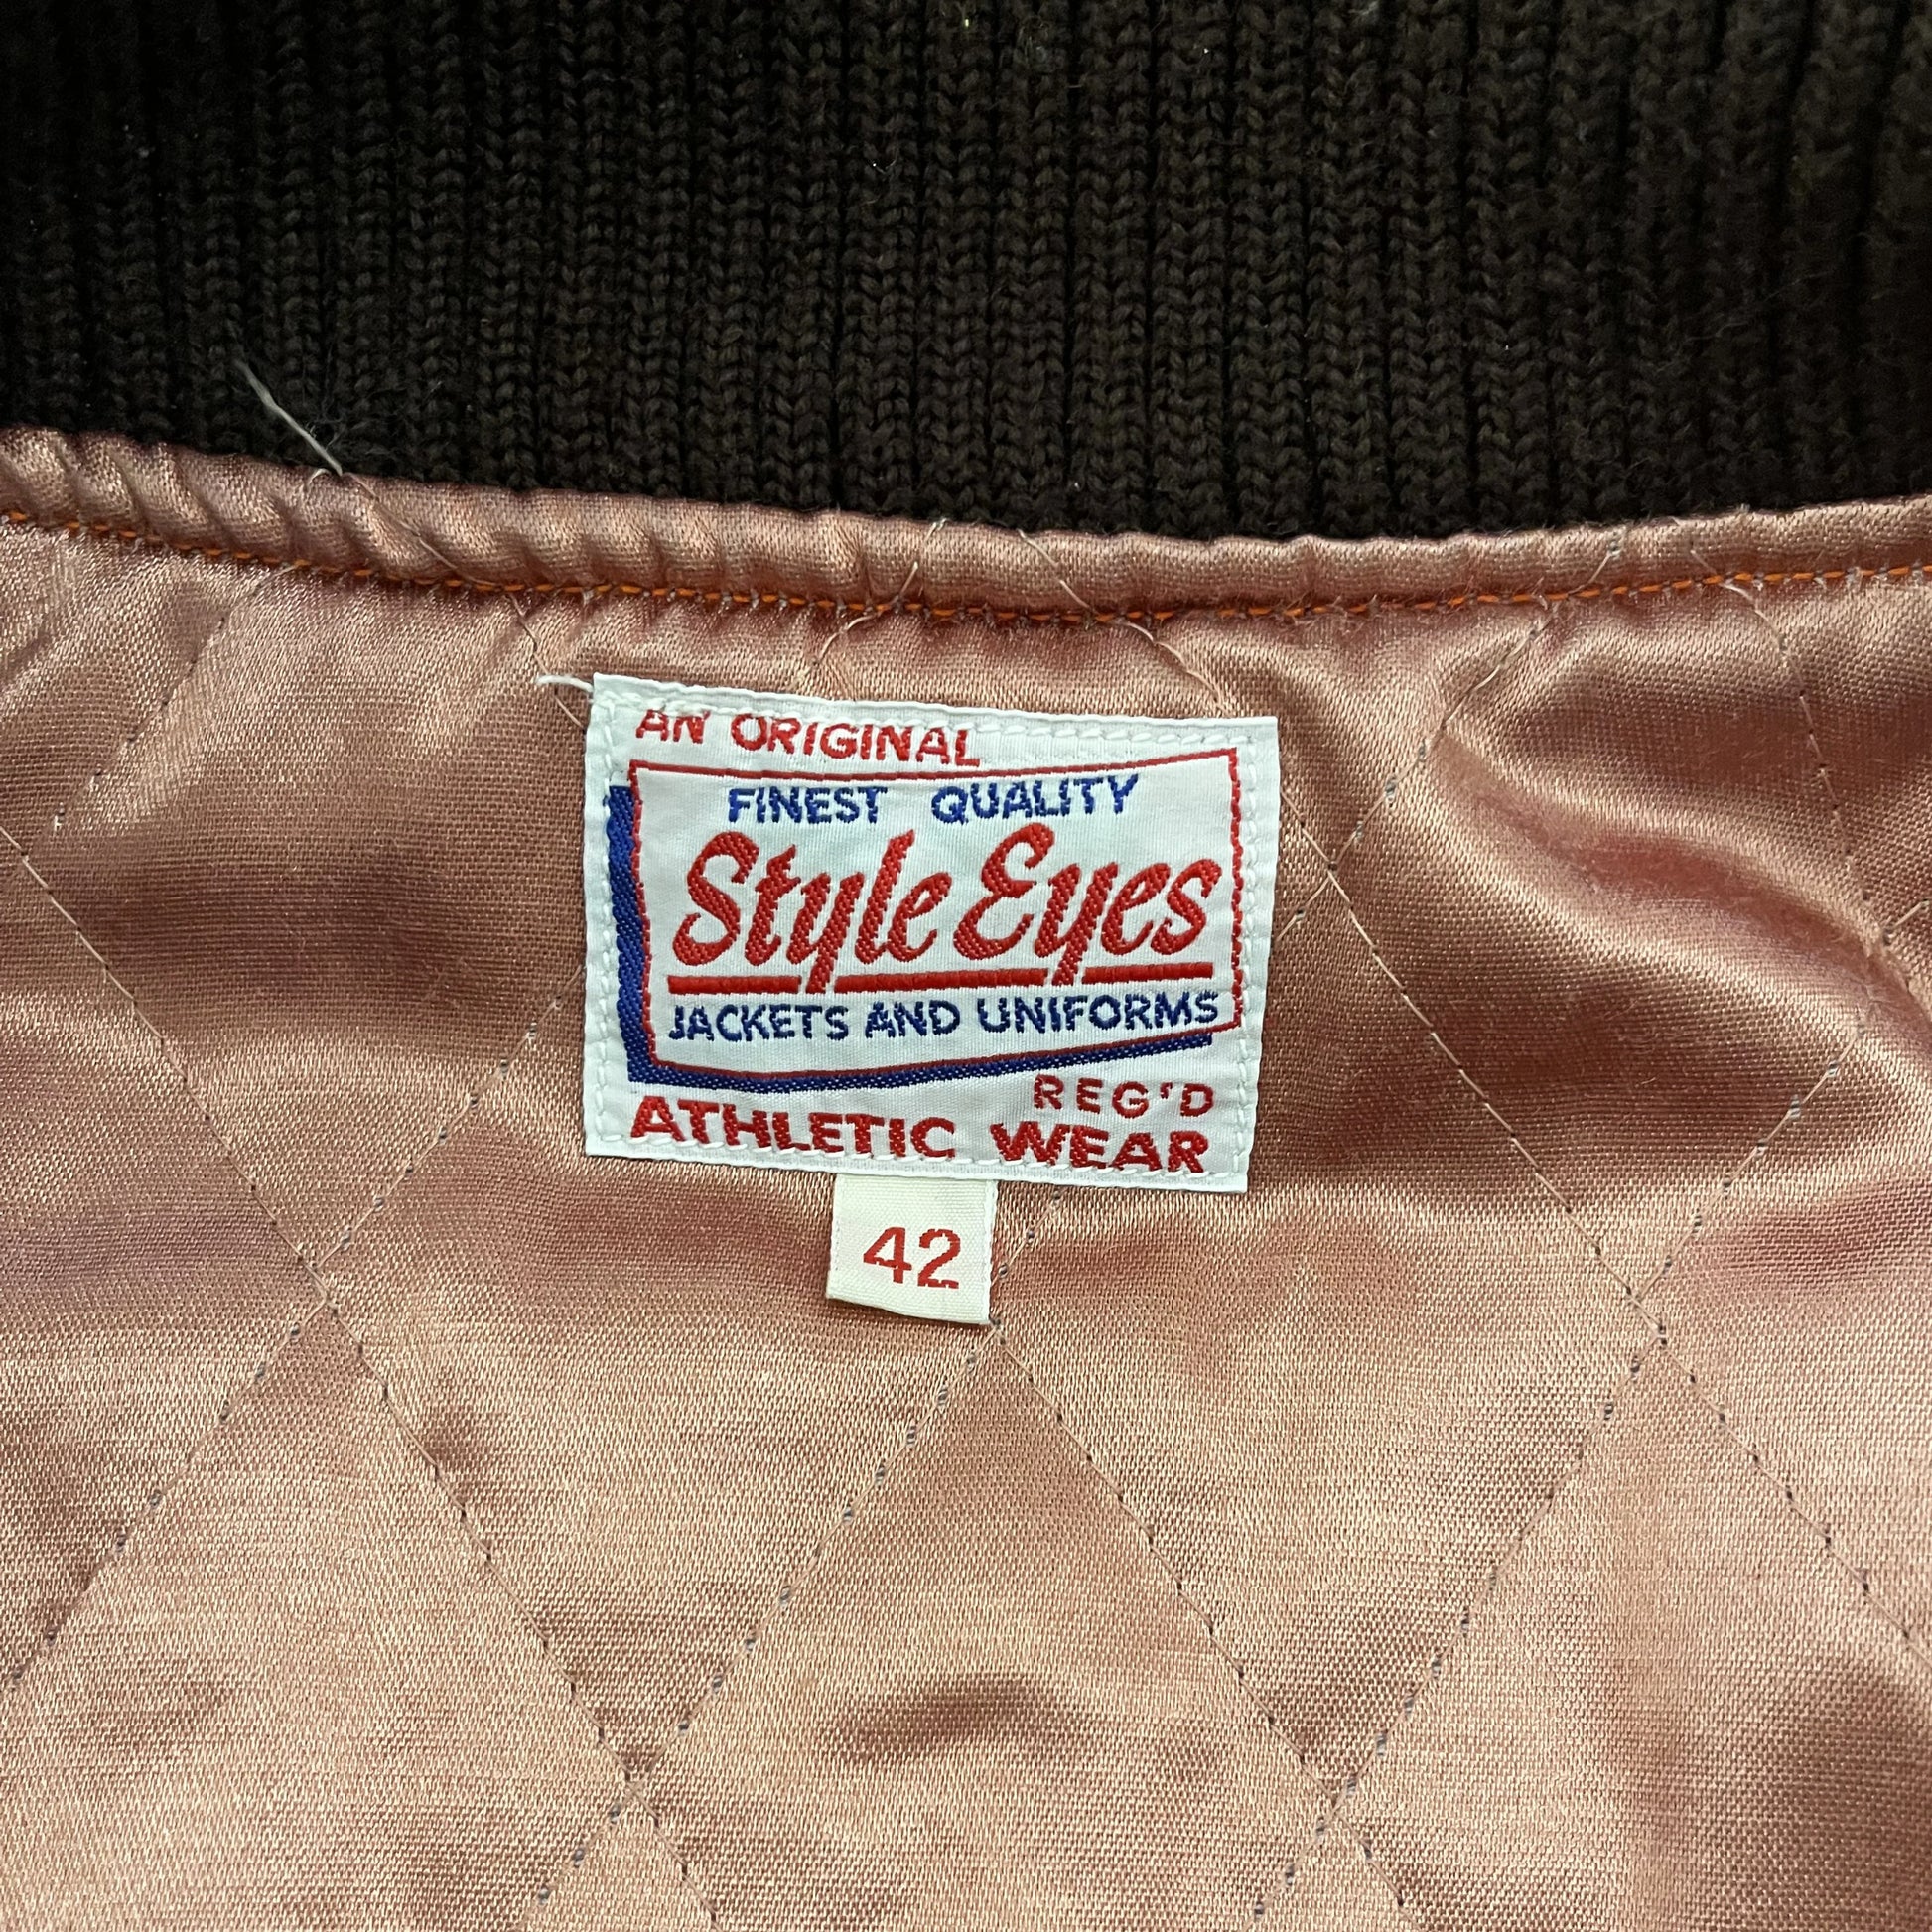 AN ORIGINAL
FINEST QUALITY
Style Eyes
JACKETS AND UNIFORMS
REG'D
ATHLETIC WEAR
42